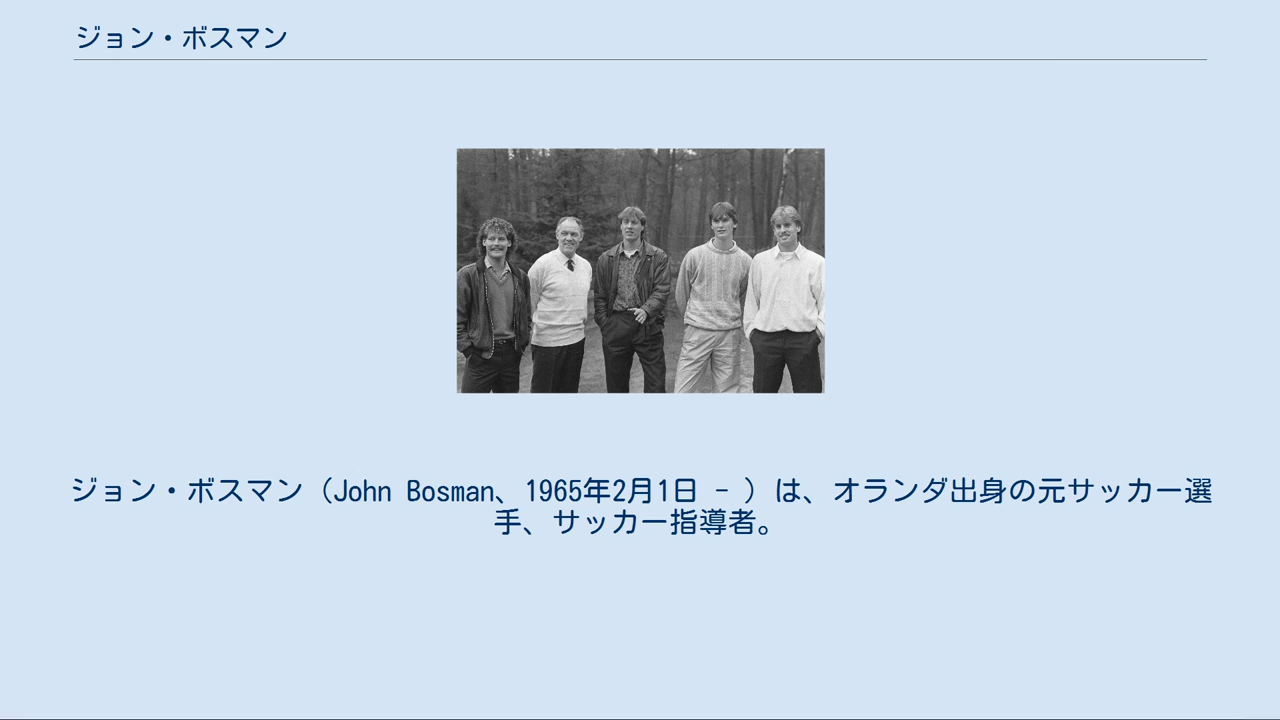 ジョン・ボスマン
ジョン・ボスマン（John Bosman、1965年2月1日 - ）は、オランダ出身の元サッカー選
手、サッカー指導者。